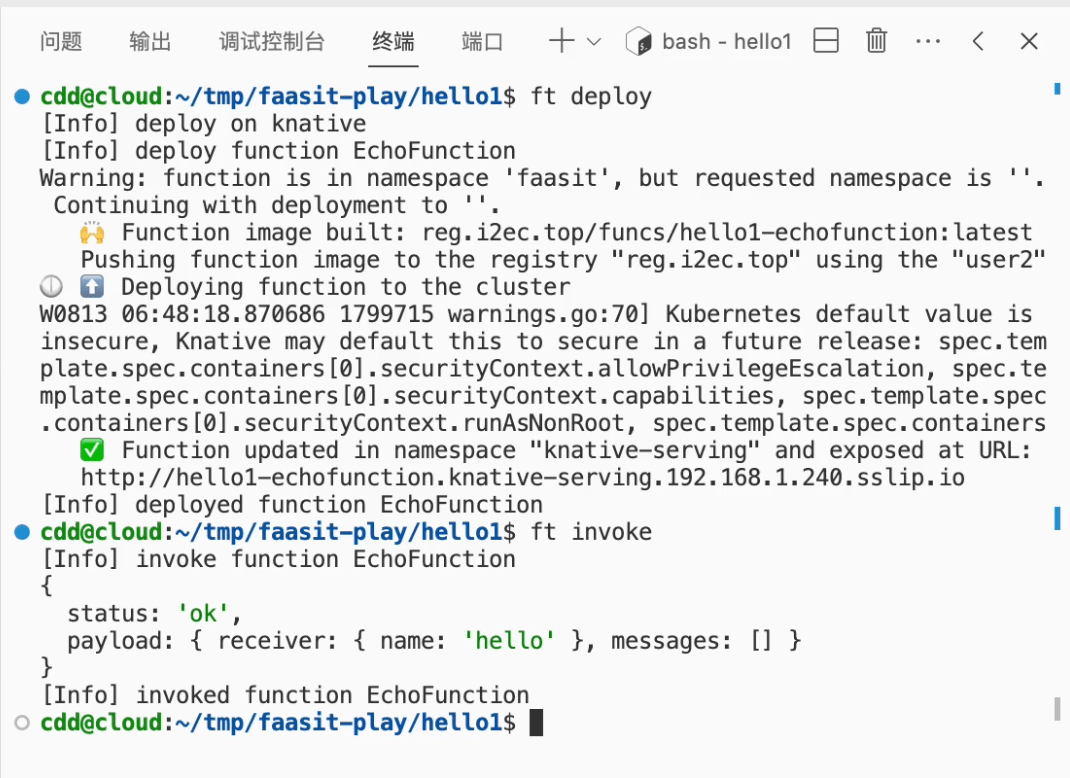 问题 输出 调试控制台 终端 端口 bash - hello1
cdd@cloud:~/tmp/faasit-play/hello1$ ft deploy
[Info] deploy on knative
[Info] deploy function EchoFunction
Warning: function is in namespace 'faasit', but requested namespace is ''.
Continuing with deployment to ''.
🙌 Function image built: reg.i2ec.top/funcs/hello1-echofunction:latest
Pushing function image to the registry "reg.i2ec.top" using the "user2"
⬆️ Deploying function to the cluster
W0813 06:48:18.870686 1799715 warnings.go:70] Kubernetes default value is
insecure, Knative may default this to secure in a future release: spec.tem
plate.spec.containers[0].securityContext.allowPrivilegeEscalation, spec.te
mplate.spec.containers[0].securityContext.capabilities, spec.template.spec
.containers[0].securityContext.runAsNonRoot, spec.template.spec.containers
✅ Function updated in namespace "knative-serving" and exposed at URL:
http://hello1-echofunction.knative-serving.192.168.1.240.sslip.io
[Info] deployed function EchoFunction
cdd@cloud:~/tmp/faasit-play/hello1$ ft invoke
[Info] invoke function EchoFunction
{
status: 'ok',
payload: { receiver: { name: 'hello' }, messages: [] }
}
[Info] invoked function EchoFunction
cdd@cloud:~/tmp/faasit-play/hello1$